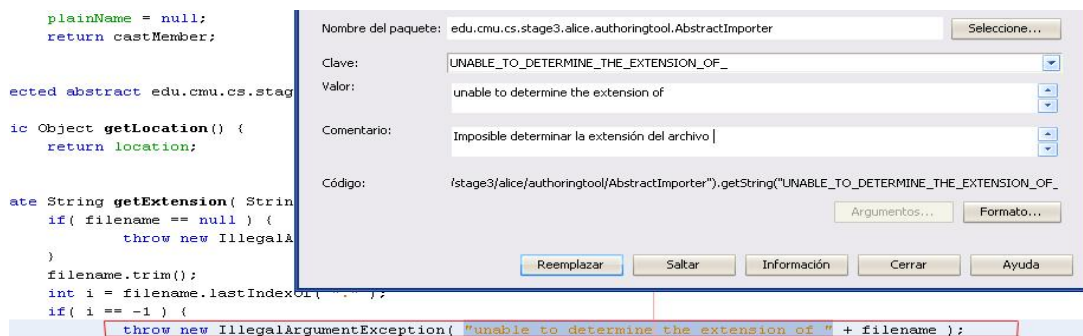 plainName = null;
return castMember;
ected abstract edu.cmu.cs.stag
ic Object getLocation() {
return location;
ate String getExtension( Strin
if( filename == null ) {
throw new IllegalA
}
filename.trim();
int i = filename.lastIndexOf( "." );
if( i == -1 ) {
throw new IllegalArgumentException( "unable to determine the extension of " + filename );
Nombre del paquete: edu.cmu.cs.stage3.alice.authoringtool.AbstractImporter Seleccione...
Clave: UNABLE_TO_DETERMINE_THE_EXTENSION_OF_
Valor: unable to determine the extension of
Comentario: Imposible determinar la extensión del archivo
Código: /stage3/alice/authoringtool/AbstractImporter").getString("UNABLE_TO_DETERMINE_THE_EXTENSION_OF_
Argumentos... Formato...
Reemplazar Saltar Información Cerrar Ayuda